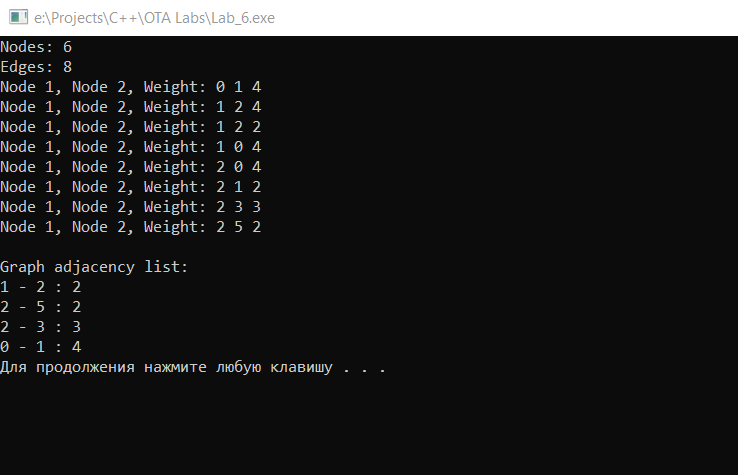 e:\Projects\C++\OTA Labs\Lab_6.exe
Nodes: 6
Edges: 8
Node 1, Node 2, Weight: 0 1 4
Node 1, Node 2, Weight: 1 2 4
Node 1, Node 2, Weight: 1 2 2
Node 1, Node 2, Weight: 1 0 4
Node 1, Node 2, Weight: 2 0 4
Node 1, Node 2, Weight: 2 1 2
Node 1, Node 2, Weight: 2 3 3
Node 1, Node 2, Weight: 2 5 2
Graph adjacency list:
1 - 2 : 2
2 - 5 : 2
2 - 3 : 3
0 - 1 : 4
Для продолжения нажмите любую клавишу . . .